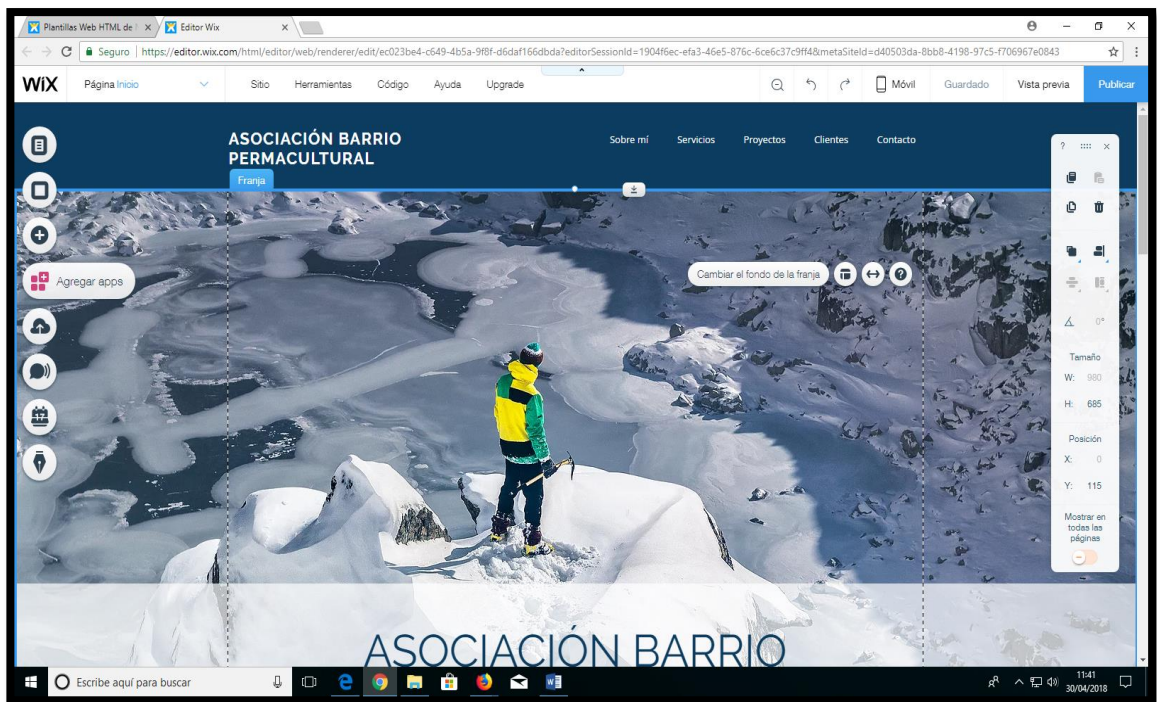 Plantillas Web HTML de
Editor Wix
Seguro
https://editor.wix.com/html/editor/web/renderer/edit/ec023be4-c649-4b5a-9f8f-d6daf166dbda?editorSessionId=1904f6ec-efa3-46e5-876c-6ce6c37c9ff4&metaSiteId=d40503da-8bb8-4198-97c5-f706967e0843
WiX
Página Inicio
Sitio
Herramientas
Código
Ayuda
Upgrade
Móvil
Guardado
Vista previa
Publicar
ASOCIACIÓN BARRIO
PERMACULTURAL
Sobre mí
Servicios
Proyectos
Clientes
Contacto
Franja
Agregar apps
Cambiar el fondo de la franja
?
17
?
0°
Tamaño
W: 980
H: 685
Posición
X: 0
Y: 115
Mostrar en
todas las
páginas
ASOCIACIÓN BARRIO
Escribe aquí para buscar
11:41
30/04/2018